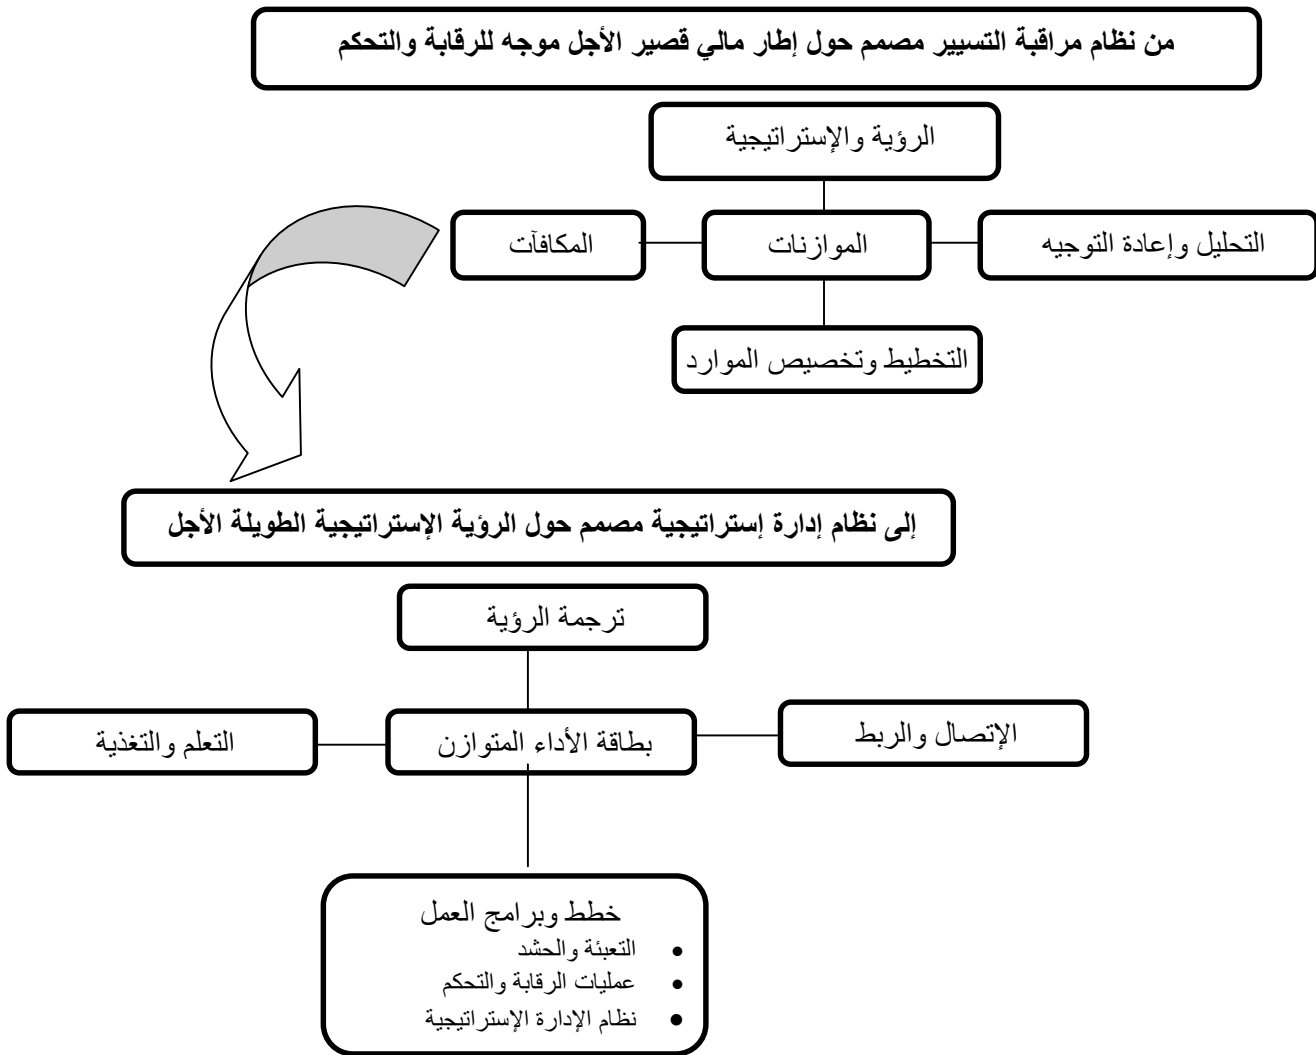 من نظام مراقبة التسيير مصمم حول إطار مالي قصير الأجل موجه للرقابة والتحكم
الرؤية والإستراتيجية
التحليل وإعادة التوجيه
الموازنات
المكافآت
التخطيط وتخصيص الموارد
إلى نظام إدارة إستراتيجية مصمم حول الرؤية الإستراتيجية الطويلة الأجل
ترجمة الرؤية
الإتصال والربط
بطاقة الأداء المتوازن
التعلم والتغذية
خطط وبرامج العمل
• التعبئة والحشد
• عمليات الرقابة والتحكم
• نظام الإدارة الإستراتيجية